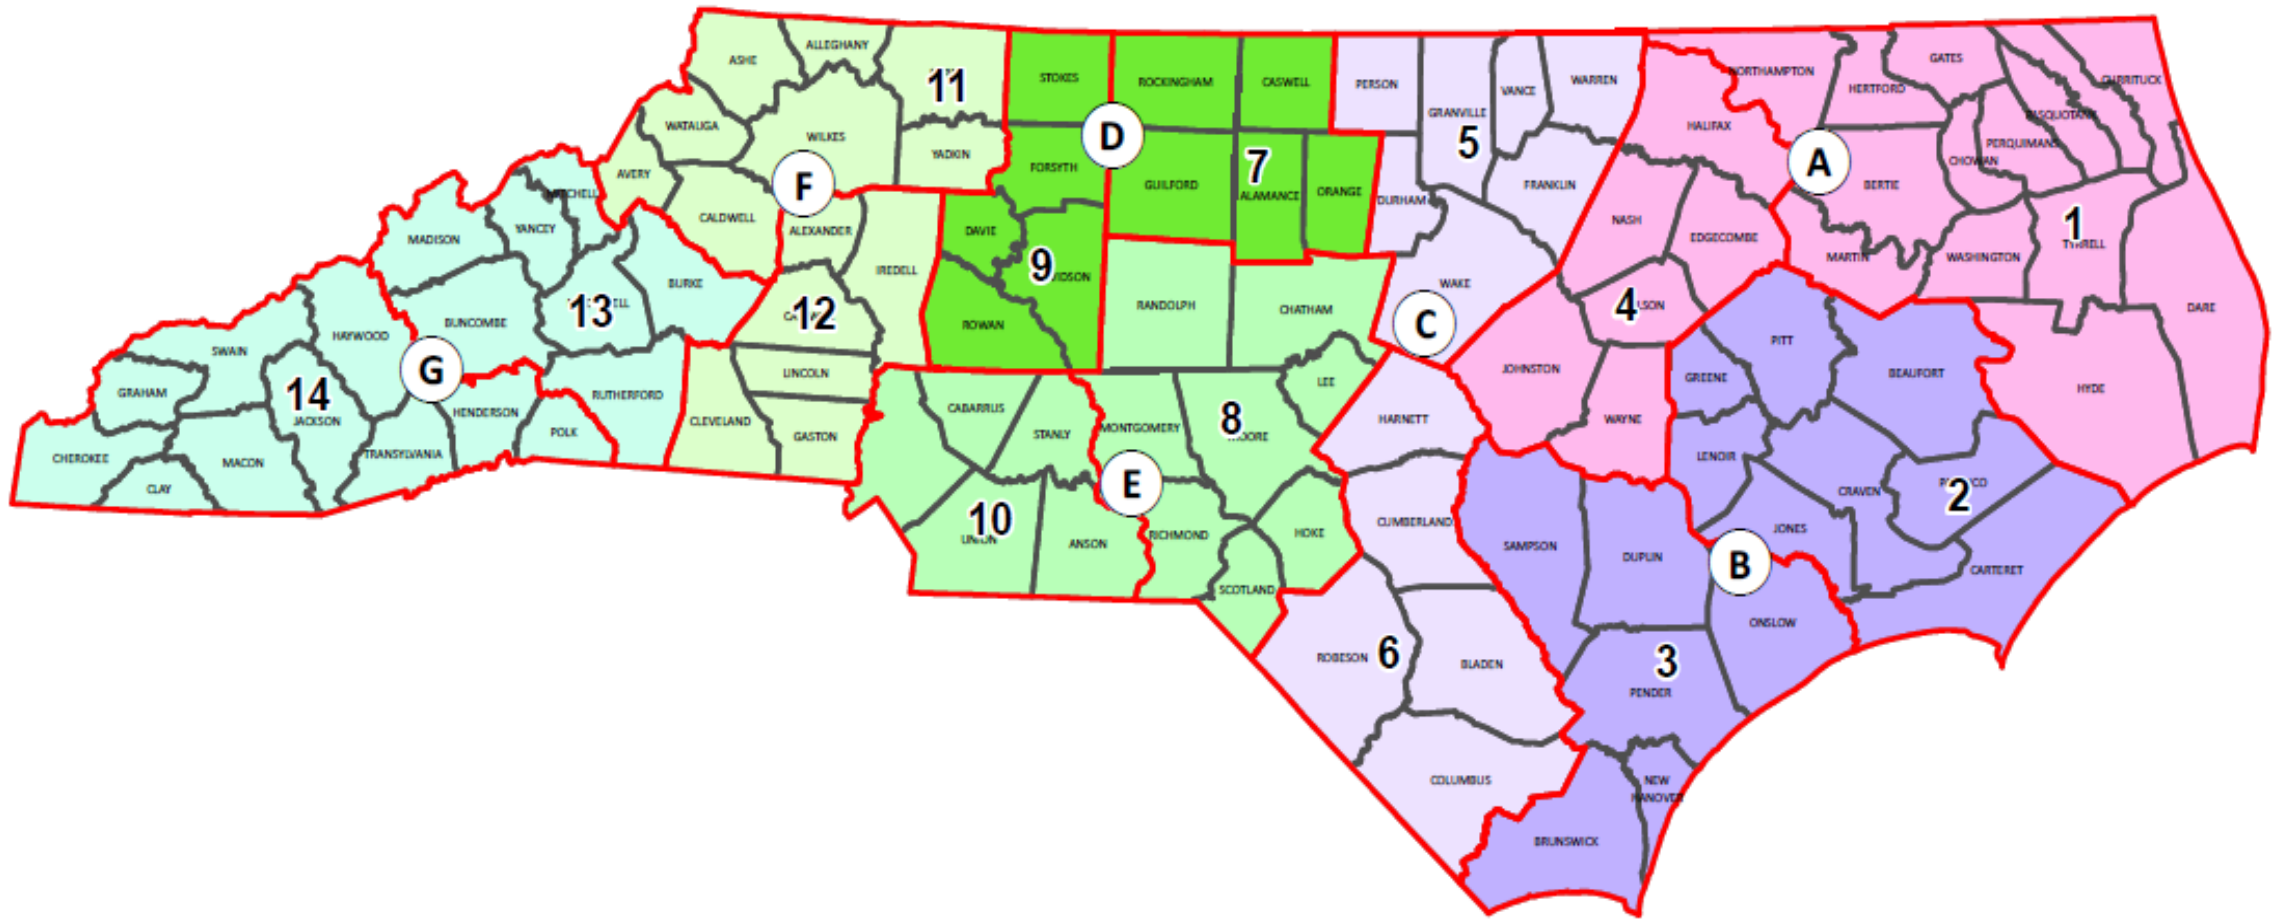 ASHE
ALLEGHANY
11
STOKES
ROCKINGHAM
CASWELL
PERSON
GRANVILLE
VANCE
WARREN
NORTHAMPTON
HERTFORD
GATES
CURRITUCK
WATAUGA
WILKES
YADKIN
D
FORSYTH
GUILFORD
7
ALAMANCE
ORANGE
DURHAM
5
FRANKLIN
HALIFAX
A
BERTIE
CHOWAN
PERQUIMANS
PASQUOTANK
MITCHELL
AVERY
F
CALDWELL
ALEXANDER
IREDELL
DAVIE
9
NASH
EDGECOMBE
MARTIN
WASHINGTON
1
MADISON
YANCEY
BURKE
13
12
ROWAN
RANDOLPH
CHATHAM
WAKE
C
4
PITT
DARE
SWAIN
HAYWOOD
BUNCOMBE
G
RUTHERFORD
LINCOLN
LEE
JOHNSTON
GREENE
BEAUFORT
HYDE
GRAHAM
14
JACKSON
HENDERSON
POLK
CLEVELAND
GASTON
CABARRUS
STANLY
MONTGOMERY
8
HARNETT
WAYNE
LENOIR
CRAVEN
2
CHEROKEE
CLAY
MACON
TRANSYLVANIA
10
ANSON
E
RICHMOND
HOKE
SCOTLAND
CUMBERLAND
SAMPSON
DUPLIN
B
JONES
CARTERET
ONSLOW
ROBESON
6
BLADEN
3
PENDER
COLUMBUS
NEW
HANOVER
BRUNSWICK